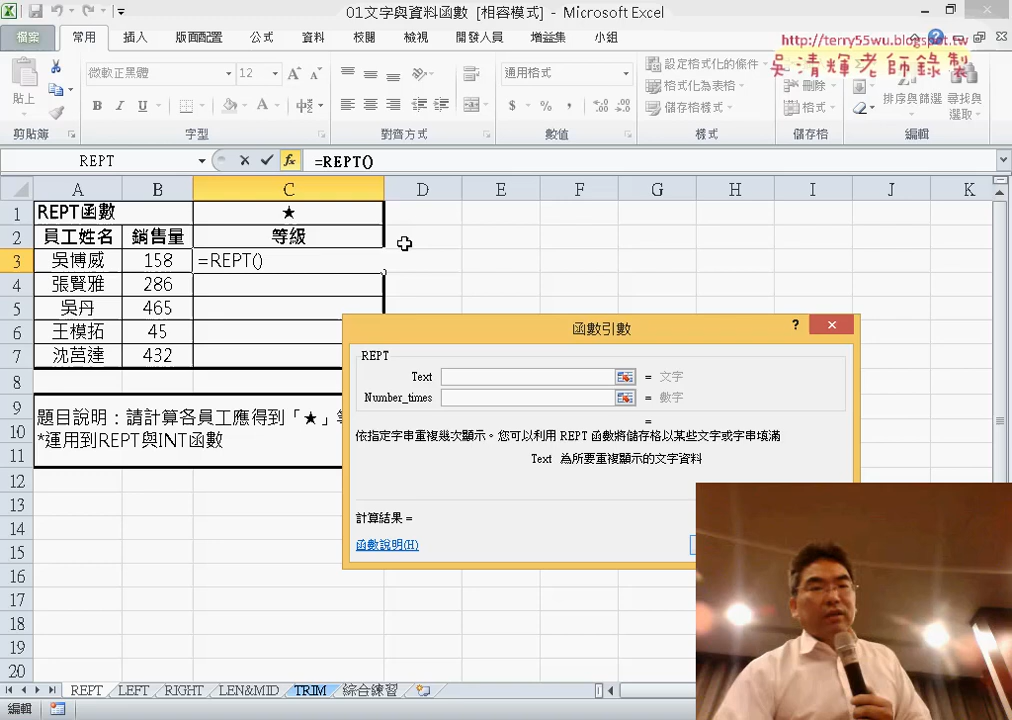 01文字與資料函數 [相容模式] - Microsoft Excel
檔案 常用 插入 版面配置 公式 資料 校閱 檢視 開發人員 增益集 小組
http://terry55wu.blogspot.tw
吳清輝老師錄製
貼上 微軟正黑體 12 通用格式 設定格式化的條件
格式化為表格 刪除 排序與篩選 尋找與
儲存格樣式 格式 選取
剪貼簿 字型 對齊方式 數值 樣式 儲存格 編輯
REPT =REPT()
A B C D E F G H I J K
1 REPT函數 ★
2 員工姓名 銷售量 等級
3 吳博威 158 =REPT()
4 張賢雅 286
5 吳丹 465
6 王模拓 45
7 沈莒達 432
8
9 題目說明：請計算各員工應得到「★」
10 *運用到REPT與INT函數
11
12
13
14
15
16
17
18
19
20
函數引數
REPT
Text = 文字
Number_times = 數字
=
依指定字串重複幾次顯示。您可以利用 REPT 函數將儲存格以某些文字或字串填滿
Text 為所要重複顯示的文字資料
計算結果 =
函數說明(H)
REPT LEFT RIGHT LEN&MID TRIM 綜合練習
編輯